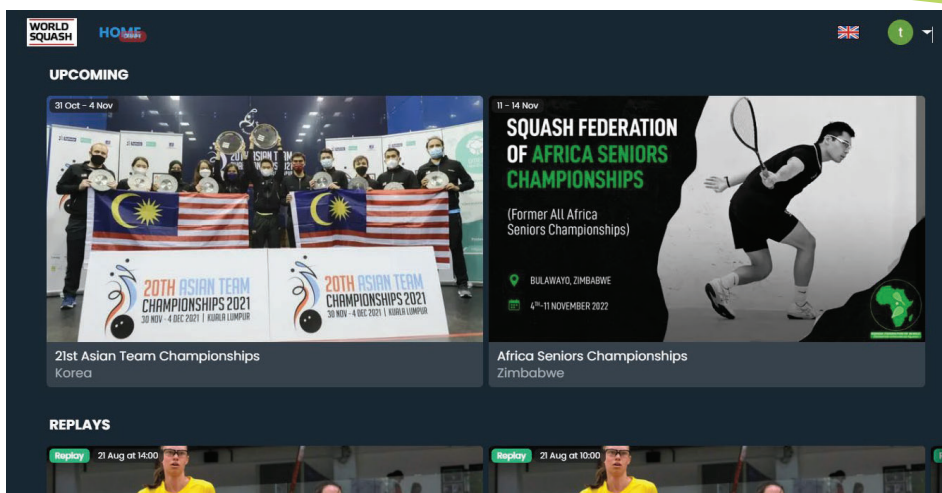 WORLD
SQUASH
HOME
t
UPCOMING
31 Oct - 4 Nov
20TH ASIAN TEAM
CHAMPIONSHIPS 2021
30 NOV - 4 DEC 2021 | KUALA LUMPUR
20TH ASIAN TEAM
CHAMPIONSHIPS 2021
30 NOV - 4 DEC 2021 | KUALA LUMPUR
21st Asian Team Championships
Korea
11 - 14 Nov
SQUASH FEDERATION
OF AFRICA SENIORS
CHAMPIONSHIPS
(Former All Africa
Seniors Championships)
BULAWAYO, ZIMBABWE
4TH-11 NOVEMBER 2022
Africa Seniors Championships
Zimbabwe
REPLAYS
Replay 21 Aug at 14:00
Replay 21 Aug at 10:00